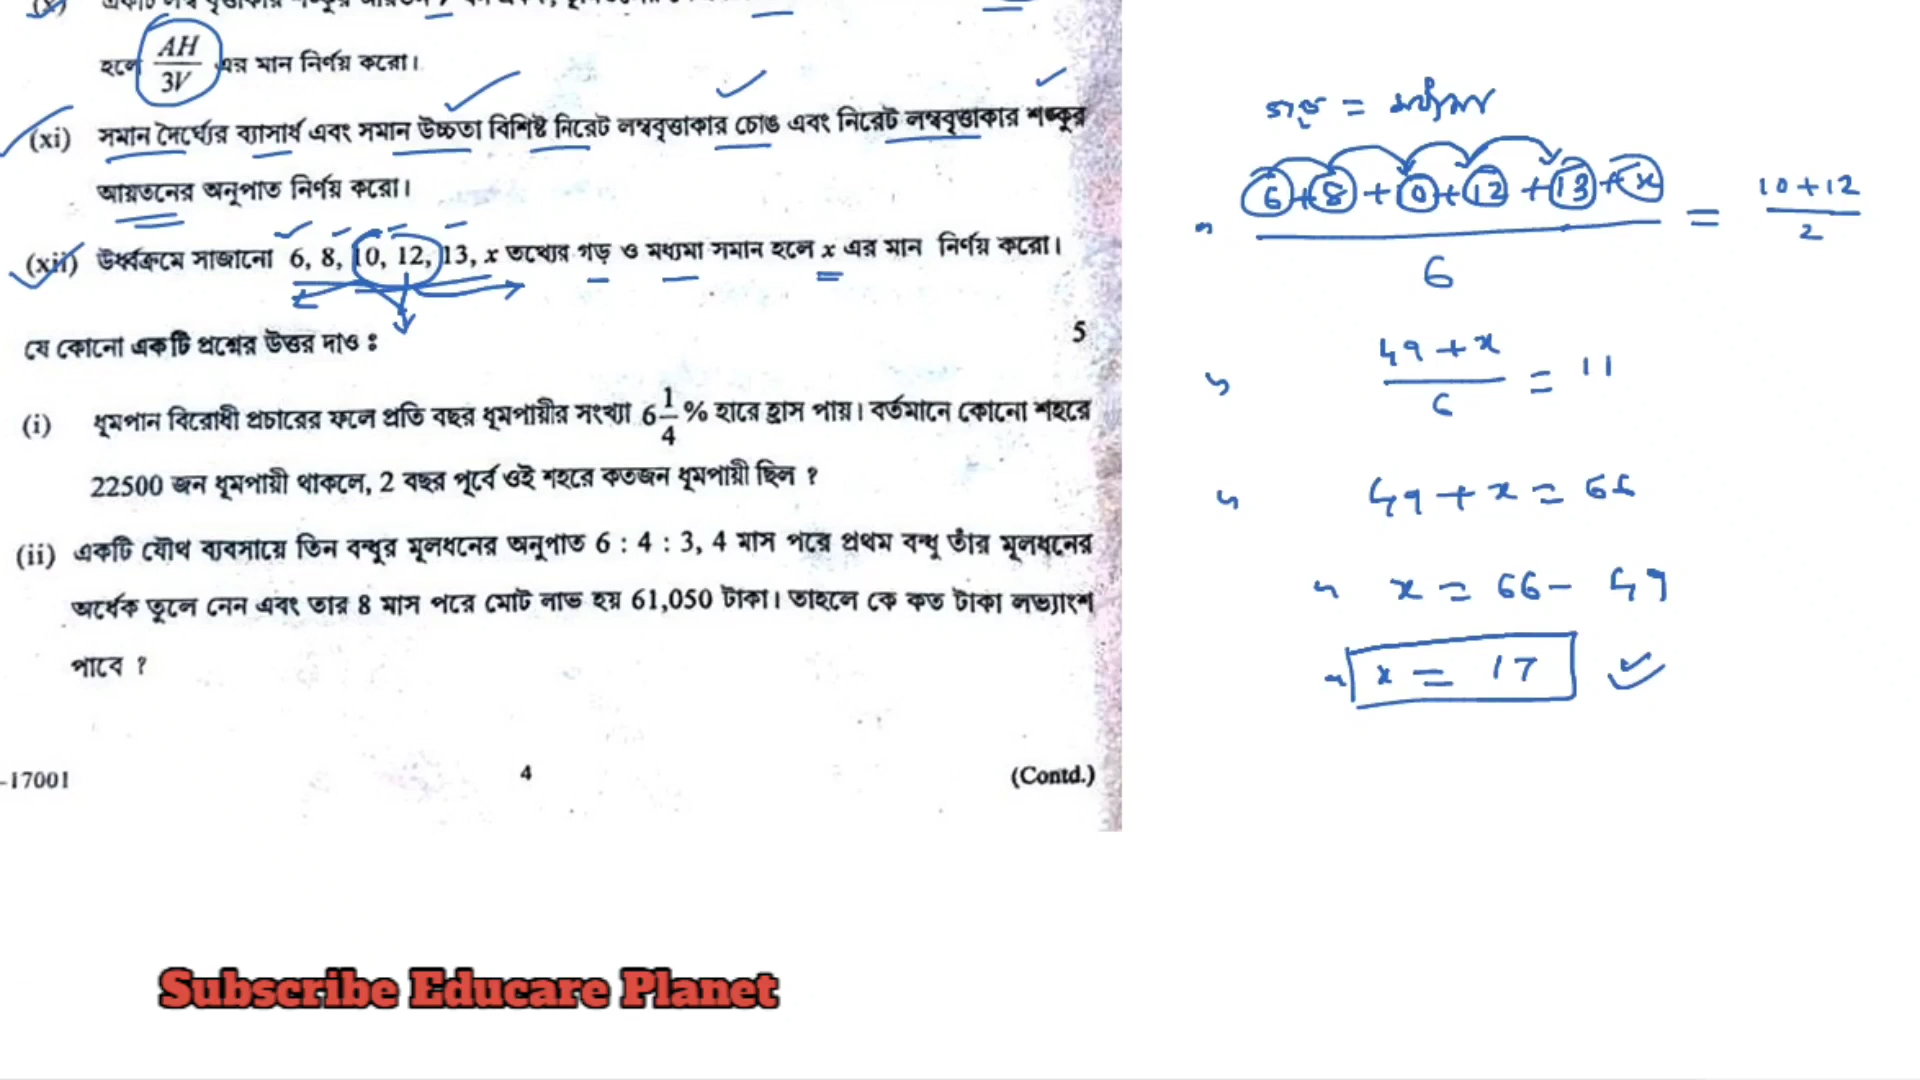 হলে AH/3V এর মান নির্ণয় করো।
(xi) সমান দৈর্ঘ্যের ব্যাসার্ধ এবং সমান উচ্চতা বিশিষ্ট নিরেট লম্ববৃত্তাকার চোঙ এবং নিরেট লম্ববৃত্তাকার শঙ্কুর
আয়তনের অনুপাত নির্ণয় করো।
(xii) উর্ধ্বক্রমে সাজানো 6, 8, 10, 12, 13, x তথ্যের গড় ও মধ্যমা সমান হলে x এর মান নির্ণয় করো।
যে কোনো একটি প্রশ্নের উত্তর দাও : 5
(i) ধূমপান বিরোধী প্রচারের ফলে প্রতি বছর ধূমপায়ীর সংখ্যা 6 1/4 % হারে হ্রাস পায়। বর্তমানে কোনো শহরে
22500 জন ধূমপায়ী থাকলে, 2 বছর পূর্বে ওই শহরে কতজন ধূমপায়ী ছিল ?
(ii) একটি যৌথ ব্যবসায়ে তিন বন্ধুর মূলধনের অনুপাত 6 : 4 : 3, 4 মাস পরে প্রথম বন্ধু তাঁর মূলধনের
অর্ধেক তুলে নেন এবং তার 8 মাস পরে মোট লাভ হয় 61,050 টাকা। তাহলে কে কত টাকা লভ্যাংশ
পাবে ?
-17001 4 (Contd.)
গড় = মধ্যমা
(6+8+10+12+13+x)/6 = (10+12)/2
(49+x)/6 = 11
49+x = 66
x = 66 - 49
x = 17
Subscribe Educare Planet